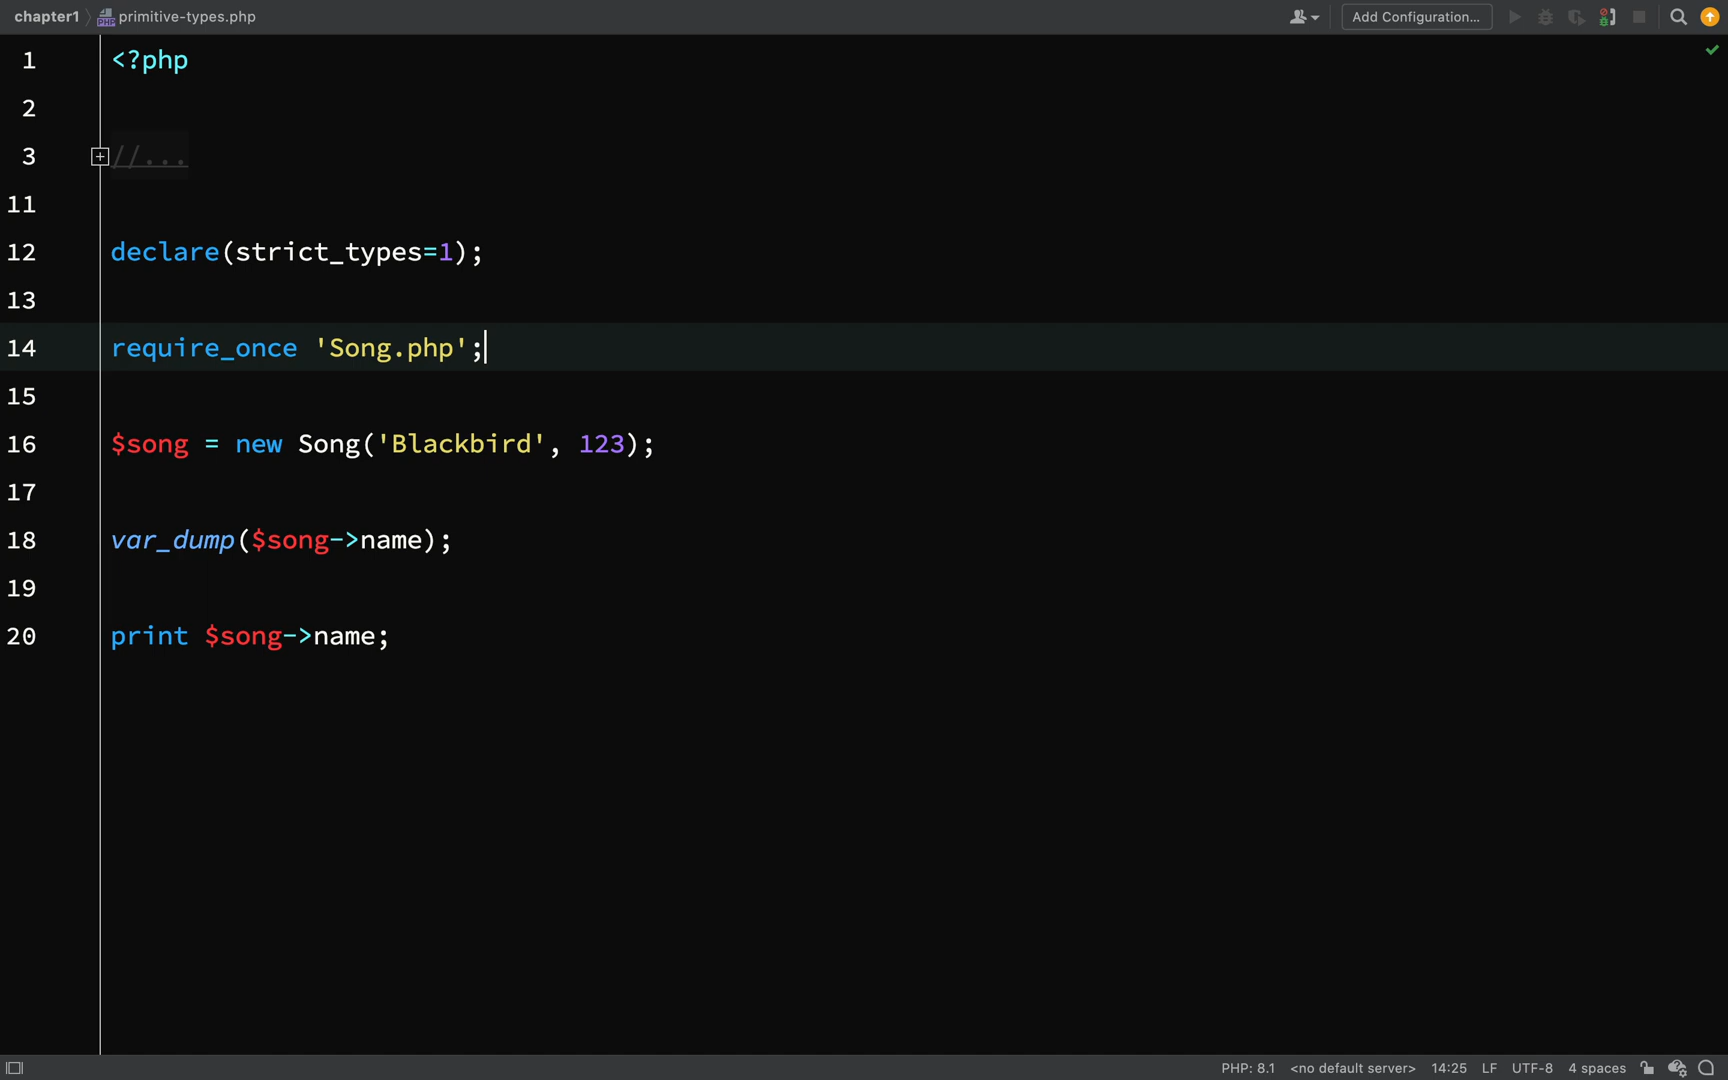 chapter1 primitive-types.php Add Configuration...
1 <?php
2
3 //...
11
12 declare(strict_types=1);
13
14 require_once 'Song.php';
15
16 $song = new Song('Blackbird', 123);
17
18 var_dump($song->name);
19
20 print $song->name;
PHP: 8.1 <no default server> 14:25 LF UTF-8 4 spaces